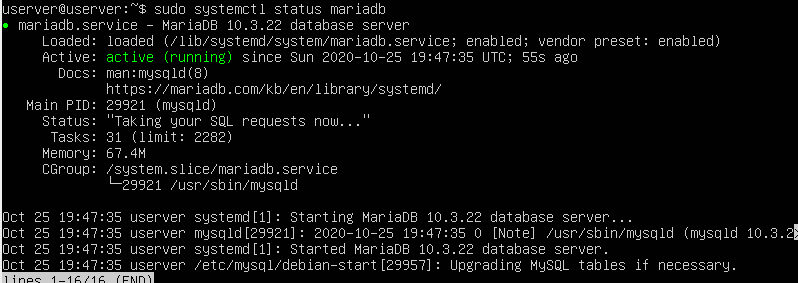 userver@userver:~$ sudo systemctl status mariadb
● mariadb.service - MariaDB 10.3.22 database server
Loaded: loaded (/lib/systemd/system/mariadb.service; enabled; vendor preset: enabled)
Active: active (running) since Sun 2020-10-25 19:47:35 UTC; 55s ago
Docs: man:mysqld(8)
https://mariadb.com/kb/en/library/systemd/
Main PID: 29921 (mysqld)
Status: "Taking your SQL requests now..."
Tasks: 31 (limit: 2282)
Memory: 67.4M
CGroup: /system.slice/mariadb.service
└─29921 /usr/sbin/mysqld
Oct 25 19:47:35 userver systemd[1]: Starting MariaDB 10.3.22 database server...
Oct 25 19:47:35 userver mysqld[29921]: 2020-10-25 19:47:35 0 [Note] /usr/sbin/mysqld (mysqld 10.3.2>
Oct 25 19:47:35 userver systemd[1]: Started MariaDB 10.3.22 database server.
Oct 25 19:47:35 userver /etc/mysql/debian-start[29957]: Upgrading MySQL tables if necessary.
lines 1-16/16 (END)